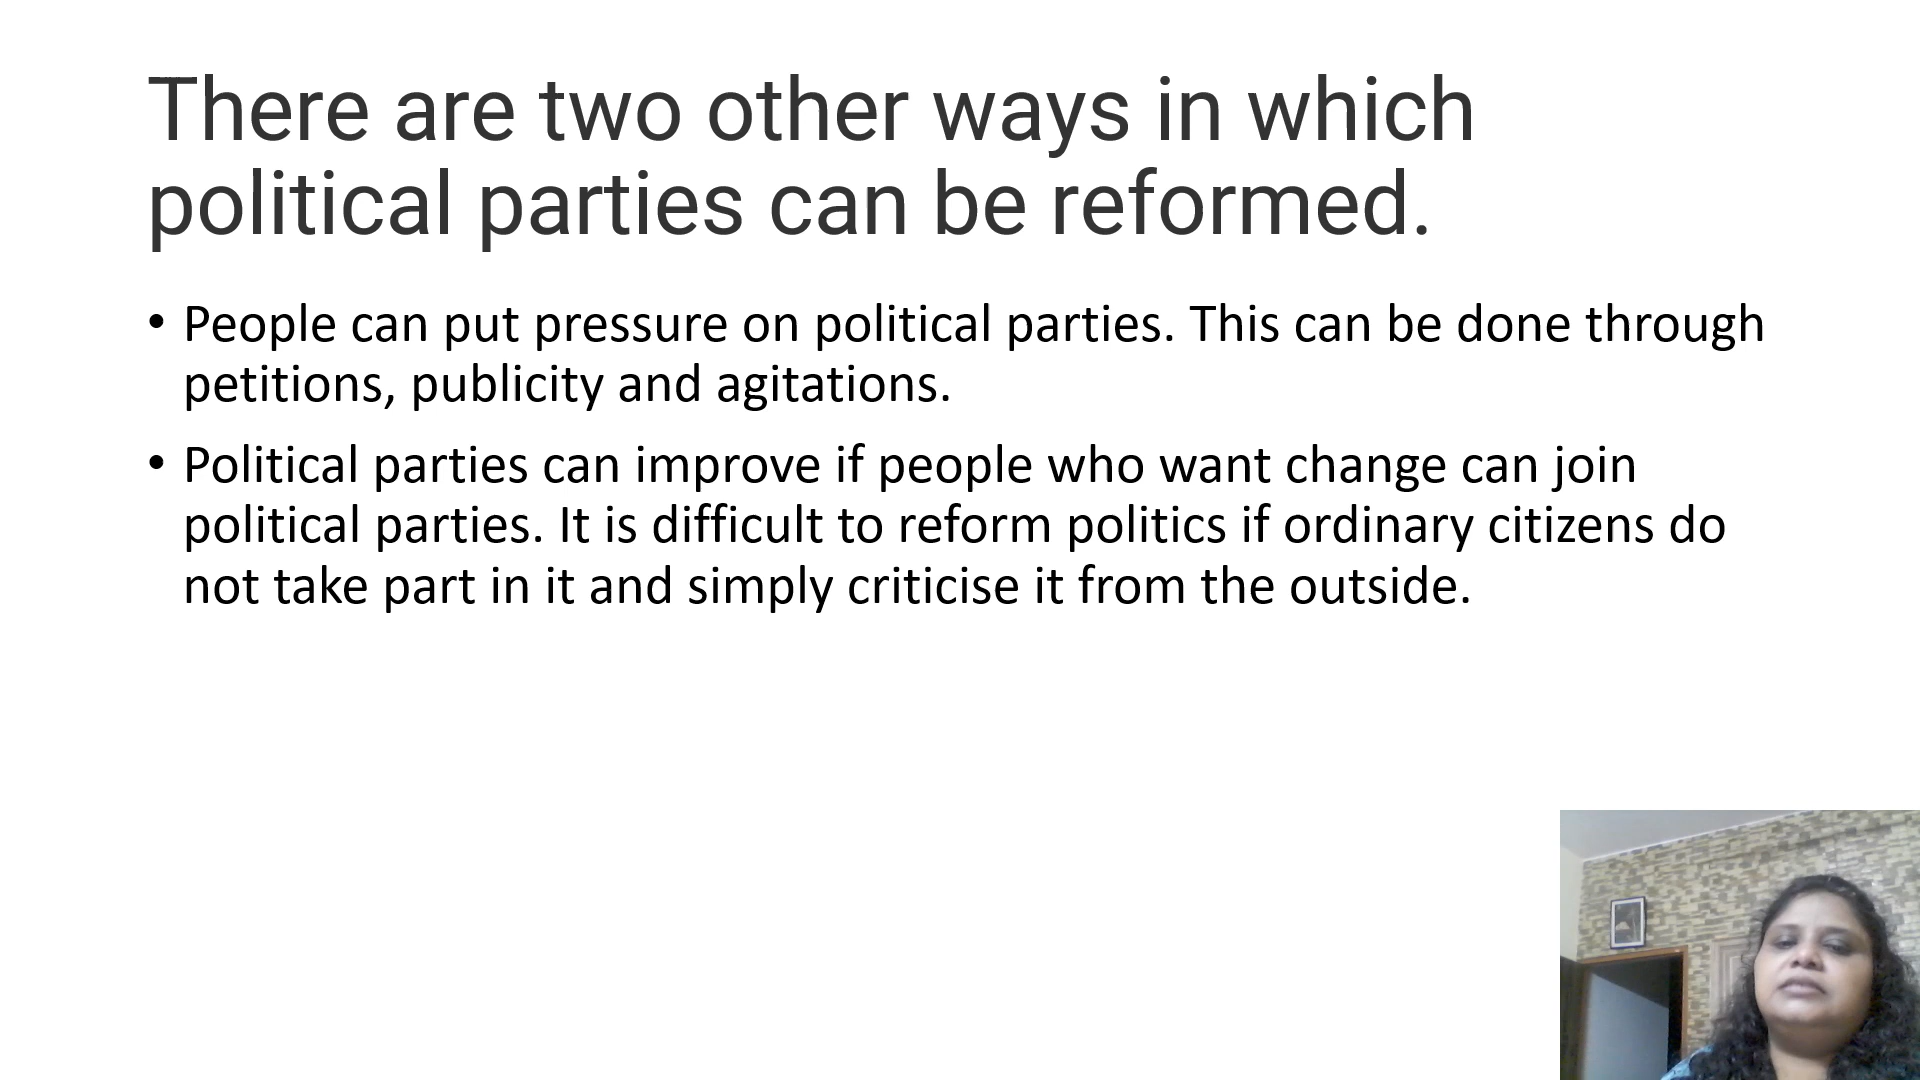 There are two other ways in which
political parties can be reformed.
• People can put pressure on political parties. This can be done through
petitions, publicity and agitations.
• Political parties can improve if people who want change can join
political parties. It is difficult to reform politics if ordinary citizens do
not take part in it and simply criticise it from the outside.